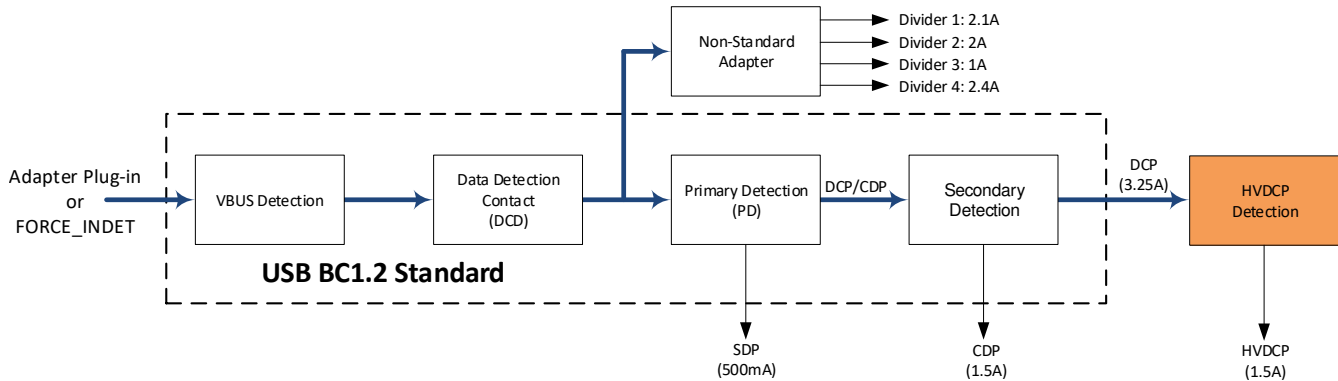 Non-Standard
Adapter
Divider 1: 2.1A
Divider 2: 2A
Divider 3: 1A
Divider 4: 2.4A
Adapter Plug-in
or
FORCE_INDET
VBUS Detection
Data Detection
Contact
(DCD)
Primary Detection
(PD)
DCP/CDP
Secondary
Detection
DCP
(3.25A)
HVDCP
Detection
USB BC1.2 Standard
SDP
(500mA)
CDP
(1.5A)
HVDCP
(1.5A)